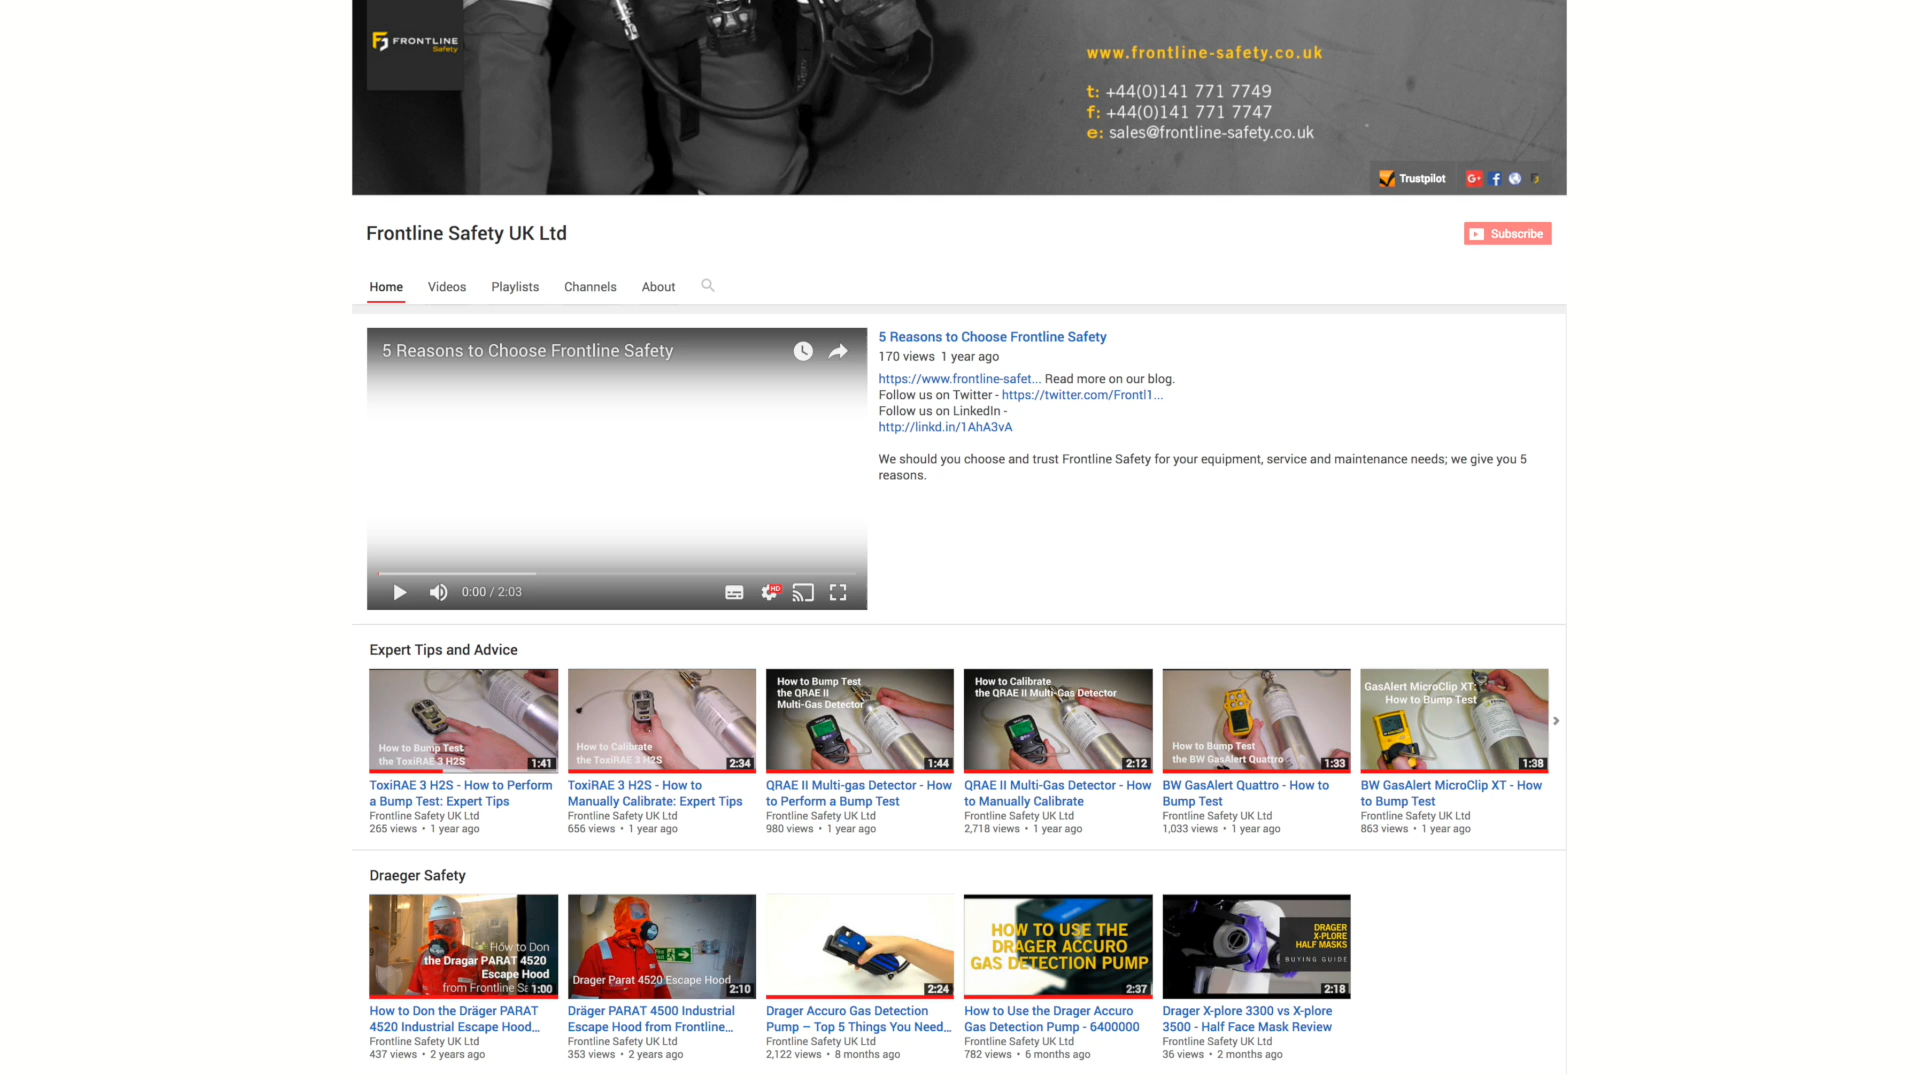 FRONTLINE
Safety
www.frontline-safety.co.uk
t: +44(0)141 771 7749
f: +44(0)141 771 7747
e: sales@frontline-safety.co.uk
Trustpilot
G+
Frontline Safety UK Ltd
Subscribe
Home Videos Playlists Channels About
5 Reasons to Choose Frontline Safety
0:00 / 2:03
HD
5 Reasons to Choose Frontline Safety
170 views 1 year ago
https://www.frontline-safet... Read more on our blog.
Follow us on Twitter - https://twitter.com/Frontl1...
Follow us on LinkedIn -
http://linkd.in/1AhA3vA
We should you choose and trust Frontline Safety for your equipment, service and maintenance needs; we give you 5
reasons.
Expert Tips and Advice
How to Bump Test
the ToxiRAE 3 H2S
1:41
ToxiRAE 3 H2S - How to Perform
a Bump Test: Expert Tips
Frontline Safety UK Ltd
265 views • 1 year ago
How to Calibrate
the ToxiRAE 3 H2S
2:34
ToxiRAE 3 H2S - How to
Manually Calibrate: Expert Tips
Frontline Safety UK Ltd
656 views • 1 year ago
How to Bump Test
the QRAE II
Multi-Gas Detector
1:44
QRAE II Multi-gas Detector - How
to Perform a Bump Test
Frontline Safety UK Ltd
980 views • 1 year ago
How to Calibrate
the QRAE II Multi-Gas Detector
2:12
QRAE II Multi-gas Detector - How
to Manually Calibrate
Frontline Safety UK Ltd
2,718 views • 1 year ago
How to Bump Test
the BW GasAlert Quattro
1:33
BW GasAlert Quattro - How to
Bump Test
Frontline Safety UK Ltd
1,033 views • 1 year ago
GasAlert MicroClip XT:
How to Bump Test
1:38
BW GasAlert MicroClip XT - How
to Bump Test
Frontline Safety UK Ltd
863 views • 1 year ago
Draeger Safety
How to Don
the Dragar PARAT 4520
Escape Hood
from Frontline Sa
1:00
How to Don the Dräger PARAT
4520 Industrial Escape Hood...
Frontline Safety UK Ltd
437 views • 2 years ago
Drager Parat 4520 Escape Hood
2:10
Dräger PARAT 4500 Industrial
Escape Hood from Frontline...
Frontline Safety UK Ltd
353 views • 2 years ago
2:24
Drager Accuro Gas Detection
Pump – Top 5 Things You Need...
Frontline Safety UK Ltd
2,122 views • 8 months ago
HOW TO USE THE
DRAGER ACCURO
GAS DETECTION PUMP
2:37
How to Use the Drager Accuro
Gas Detection Pump - 6400000
Frontline Safety UK Ltd
782 views • 6 months ago
DRAGER
X-PLORE
HALF MASKS
BUYING GUIDE
2:18
Drager X-plore 3300 vs X-plore
3500 - Half Face Mask Review
Frontline Safety UK Ltd
36 views • 2 months ago